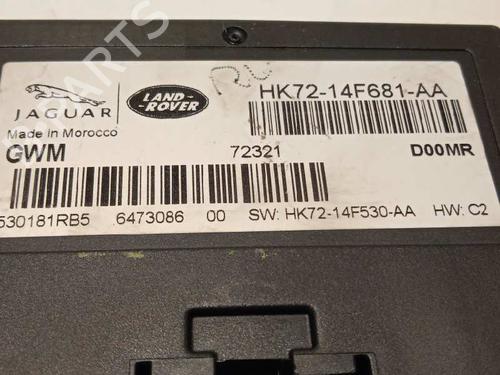 JAGUAR
LAND-
ROVER
HK72-14F681-AA
Made in Morocco
GWM 72321 D00MR
530181RB5 6473086 00 SW: HK72-14F530-AA HW: C2